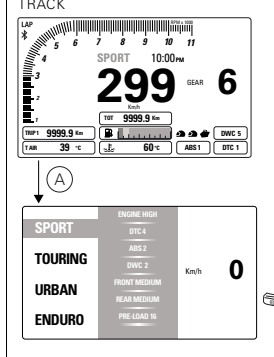 TRACK
LAP
RPM x 1000
1 2 3 4 5 6 7 8 9 10 11
SPORT 10:00 PM
299 GEAR 6
Km/h
TOT 9999.9 Km
TRIP1 9999.9 Km DWC 5
T AIR 39 °C 60 °C ABS 1 DTC 1
A
ENGINE HIGH
SPORT
DTC 4
ABS 2
TOURING
DWC 2
Km/h 0
FRONT MEDIUM
URBAN
REAR MEDIUM
PRE-LOAD 16
ENDURO